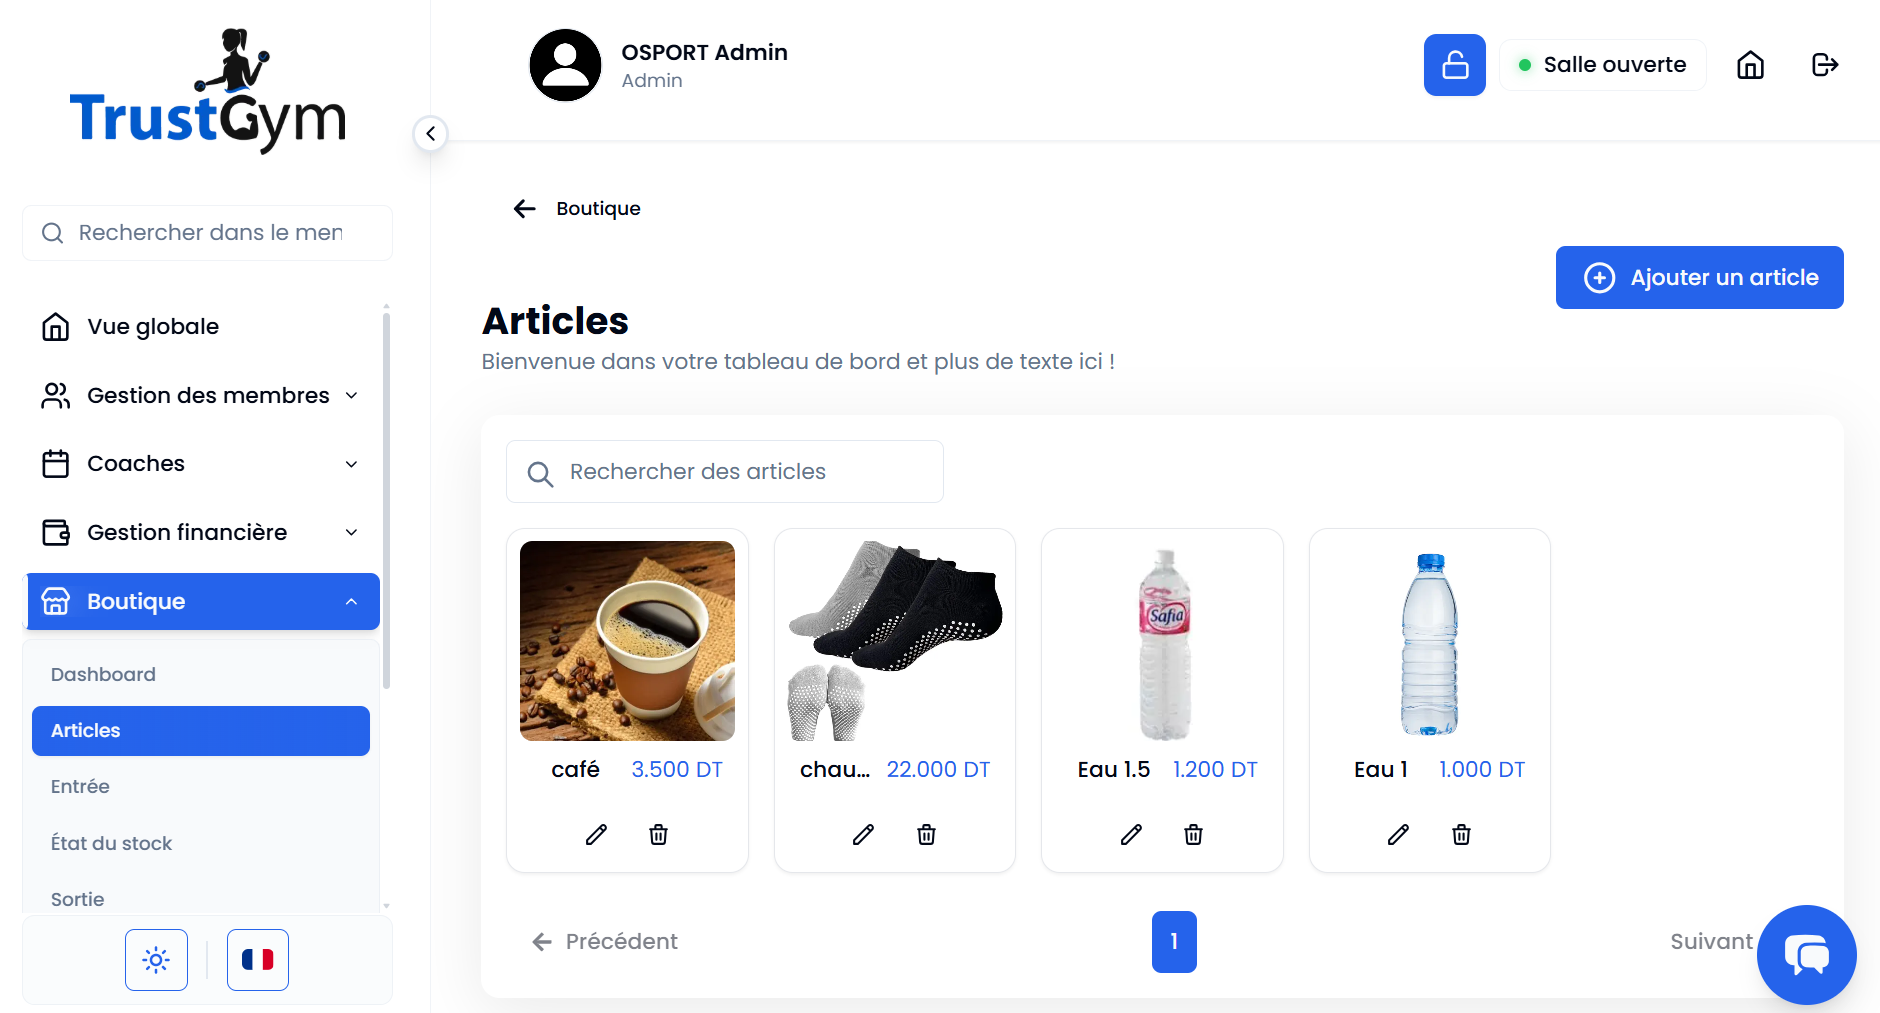 TrustGym
OSPORT Admin
Admin
Salle ouverte
Rechercher dans le men
Vue globale
Gestion des membres
Coaches
Gestion financière
Boutique
Dashboard
Articles
Entrée
État du stock
Sortie
Boutique
Ajouter un article
Articles
Bienvenue dans votre tableau de bord et plus de texte ici !
Rechercher des articles
Safia
café 3.500 DT
chau... 22.000 DT
Eau 1.5 1.200 DT
Eau 1 1.000 DT
Précédent
1
Suivant